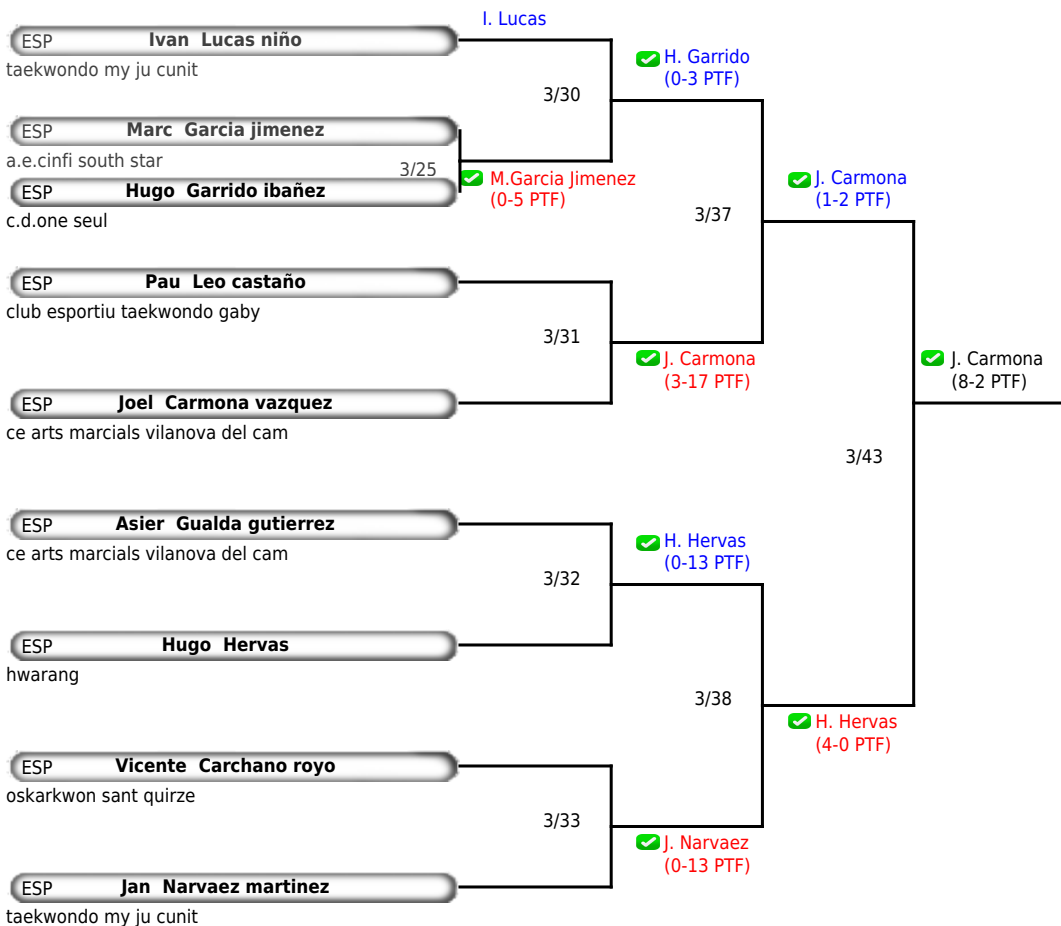 I. Lucas
ESP Ivan Lucas niño
taekwondo my ju cunit
H. Garrido
(0-3 PTF)
3/30
ESP Marc Garcia jimenez
a.e.cinfi south star
3/25
M.Garcia Jimenez
(0-5 PTF)
ESP Hugo Garrido ibañez
c.d.one seul
J. Carmona
(1-2 PTF)
3/37
ESP Pau Leo castaño
club esportiu taekwondo gaby
3/31
J. Carmona
(3-17 PTF)
J. Carmona
(8-2 PTF)
ESP Joel Carmona vazquez
ce arts marcials vilanova del cam
3/43
ESP Asier Gualda gutierrez
ce arts marcials vilanova del cam
H. Hervas
(0-13 PTF)
3/32
ESP Hugo Hervas
hwarang
3/38
H. Hervas
(4-0 PTF)
ESP Vicente Carchano royo
oskarkwon sant quirze
3/33
J. Narvaez
(0-13 PTF)
ESP Jan Narvaez martinez
taekwondo my ju cunit